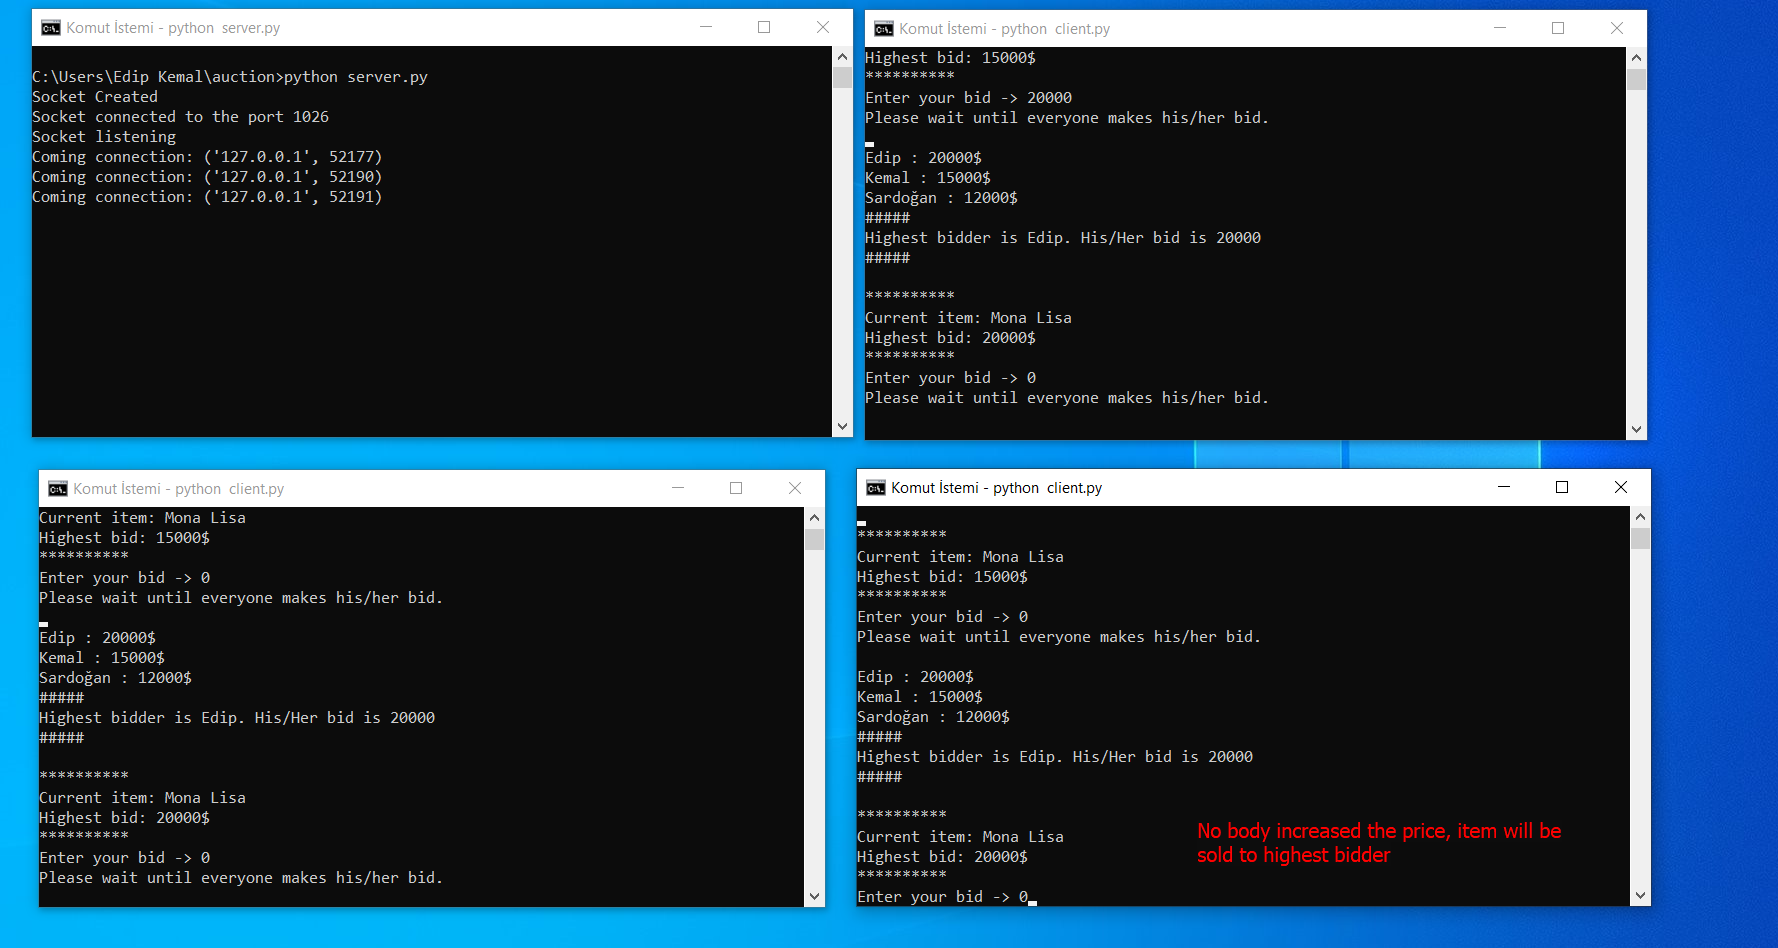 Komut İstemi - python  server.py
C:\Users\Edip Kemal\auction>python server.py
Socket Created
Socket connected to the port 1026
Socket listening
Coming connection: ('127.0.0.1', 52177)
Coming connection: ('127.0.0.1', 52190)
Coming connection: ('127.0.0.1', 52191)
Komut İstemi - python  client.py
Highest bid: 15000$
**********
Enter your bid -> 20000
Please wait until everyone makes his/her bid.
Edip : 20000$
Kemal : 15000$
Sardoğan : 12000$
#####
Highest bidder is Edip. His/Her bid is 20000
#####
**********
Current item: Mona Lisa
Highest bid: 20000$
**********
Enter your bid -> 0
Please wait until everyone makes his/her bid.
Komut İstemi - python  client.py
Current item: Mona Lisa
Highest bid: 15000$
**********
Enter your bid -> 0
Please wait until everyone makes his/her bid.
Edip : 20000$
Kemal : 15000$
Sardoğan : 12000$
#####
Highest bidder is Edip. His/Her bid is 20000
#####
**********
Current item: Mona Lisa
Highest bid: 20000$
**********
Enter your bid -> 0
Please wait until everyone makes his/her bid.
Komut İstemi - python  client.py
**********
Current item: Mona Lisa
Highest bid: 15000$
**********
Enter your bid -> 0
Please wait until everyone makes his/her bid.
Edip : 20000$
Kemal : 15000$
Sardoğan : 12000$
#####
Highest bidder is Edip. His/Her bid is 20000
#####
**********
Current item: Mona Lisa
Highest bid: 20000$
**********
Enter your bid -> 0
No body increased the price, item will be
sold to highest bidder